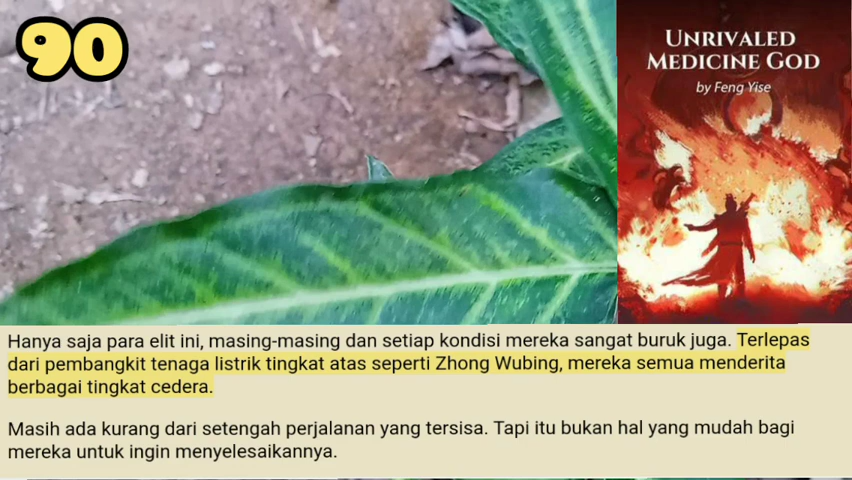 90
UNRIVALED
MEDICINE GOD
by Feng Yise
Hanya saja para elit ini, masing-masing dan setiap kondisi mereka sangat buruk juga. Terlepas
dari pembangkit tenaga listrik tingkat atas seperti Zhong Wubing, mereka semua menderita
berbagai tingkat cedera.
Masih ada kurang dari setengah perjalanan yang tersisa. Tapi itu bukan hal yang mudah bagi
mereka untuk ingin menyelesaikannya.